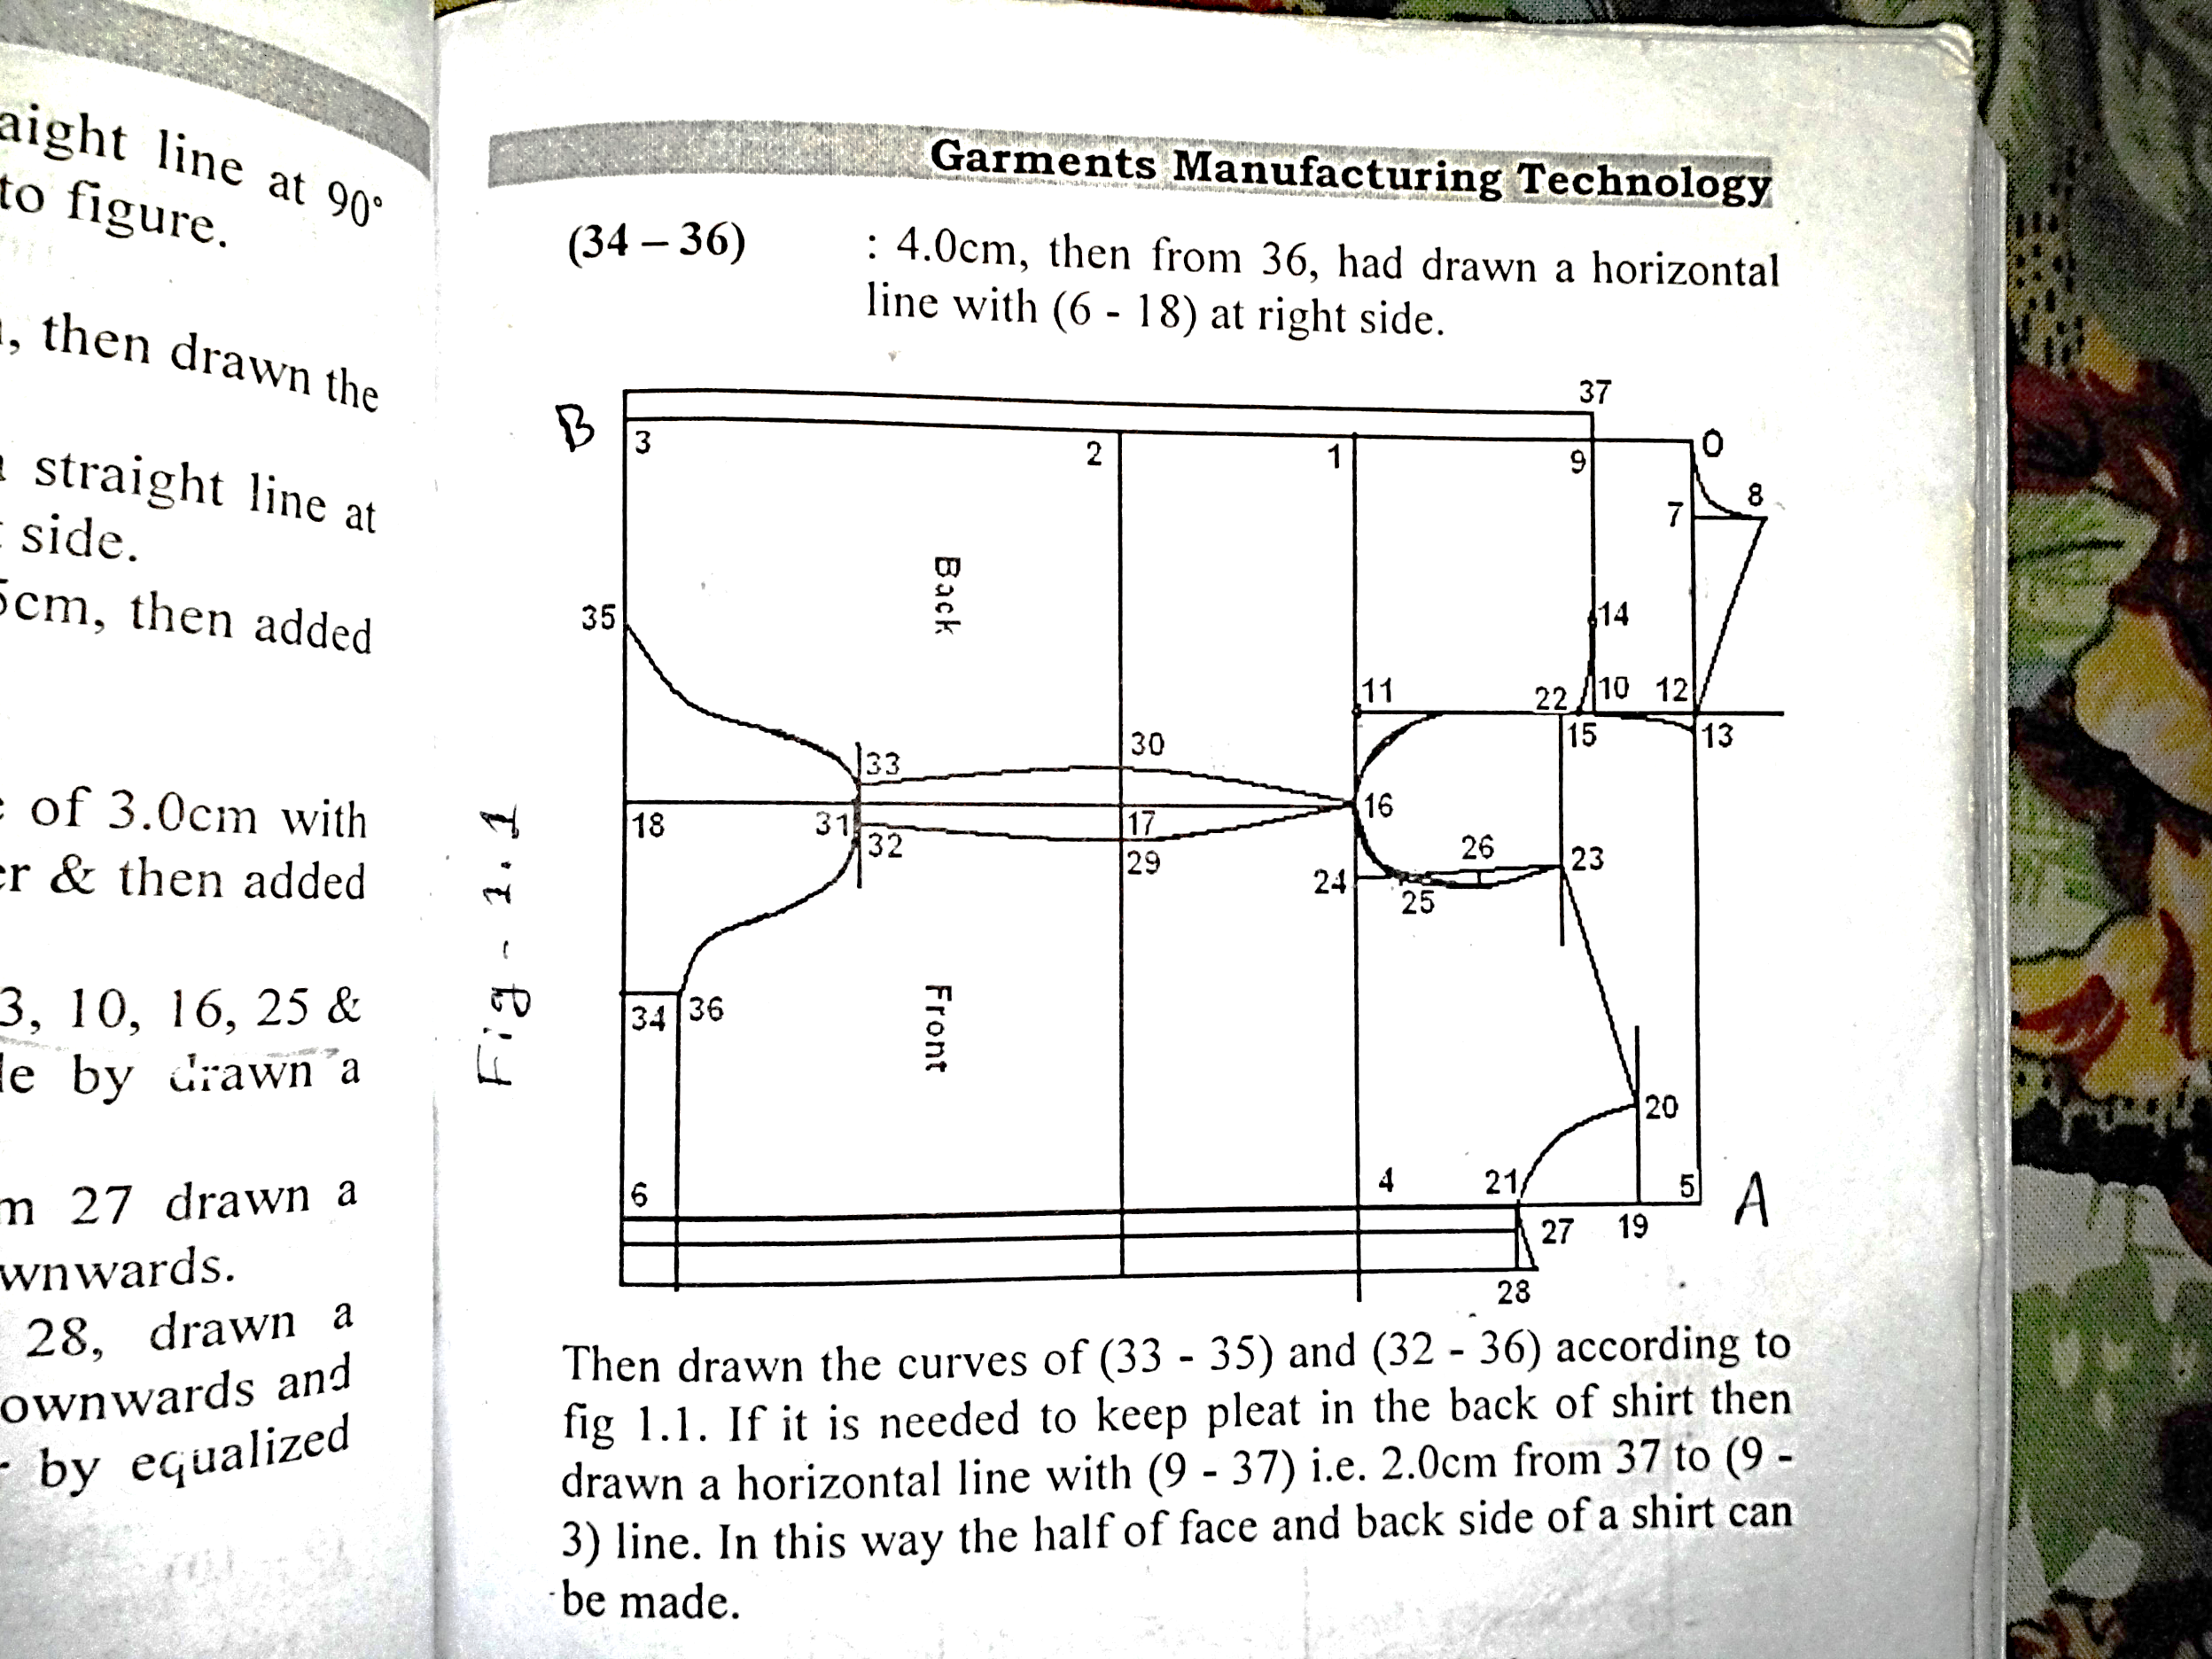 aight line at 90°
to figure.
, then drawn the
straight line at
side.
5cm, then added
of 3.0cm with
er & then added
3, 10, 16, 25 &
le by drawn a
m 27 drawn a
wnwards.
28, drawn a
ownwards and
by equalized
Garments Manufacturing Technology
(34 – 36) : 4.0cm, then from 36, had drawn a horizontal
line with (6 - 18) at right side.
37
B
3
2
1
9
0
8
7
Back
35
14
11
22
10
12
15
13
33
30
16
18
31
32
17
29
26
23
24
25
Fig - 1.1
34
36
Front
20
6
4
21
5
A
27
19
28
Then drawn the curves of (33 - 35) and (32 - 36) according to
fig 1.1. If it is needed to keep pleat in the back of shirt then
drawn a horizontal line with (9 - 37) i.e. 2.0cm from 37 to (9 -
3) line. In this way the half of face and back side of a shirt can
be made.